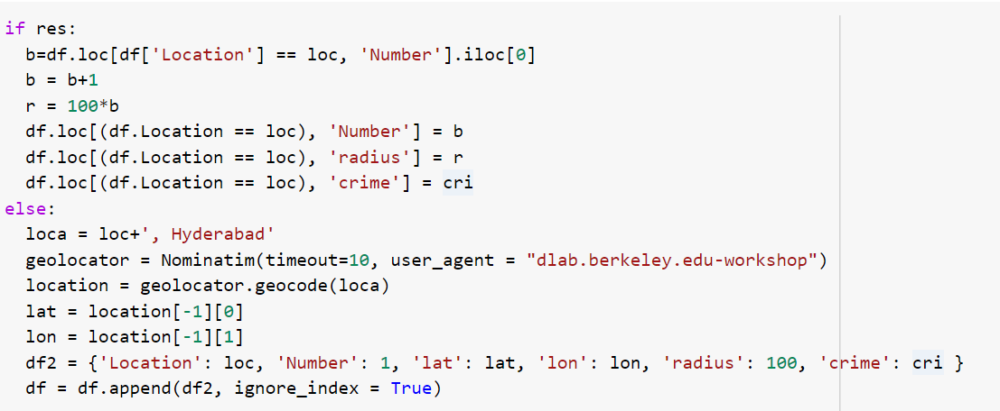 if res:
  b=df.loc[df['Location'] == loc, 'Number'].iloc[0]
  b = b+1
  r = 100*b
  df.loc[(df.Location == loc), 'Number'] = b
  df.loc[(df.Location == loc), 'radius'] = r
  df.loc[(df.Location == loc), 'crime'] = cri
else:
  loca = loc+', Hyderabad'
  geolocator = Nominatim(timeout=10, user_agent = "dlab.berkeley.edu-workshop")
  location = geolocator.geocode(loca)
  lat = location[-1][0]
  lon = location[-1][1]
  df2 = {'Location': loc, 'Number': 1, 'lat': lat, 'lon': lon, 'radius': 100, 'crime': cri }
  df = df.append(df2, ignore_index = True)